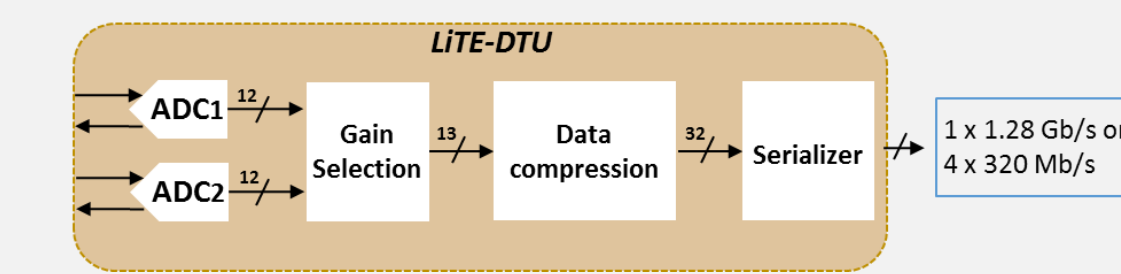 LiTE-DTU
ADC1
12
ADC2
12
Gain
Selection
13
Data
compression
32
Serializer
1 x 1.28 Gb/s or
4 x 320 Mb/s